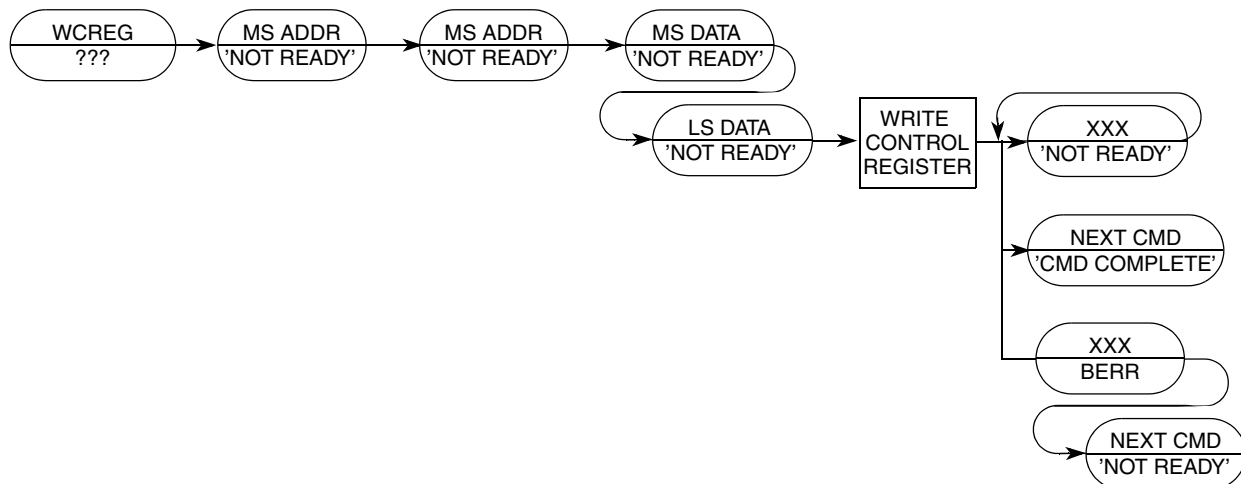 WCREG
???
MS ADDR
'NOT READY'
MS ADDR
'NOT READY'
MS DATA
'NOT READY'
LS DATA
'NOT READY'
WRITE
CONTROL
REGISTER
XXX
'NOT READY'
NEXT CMD
'CMD COMPLETE'
XXX
BERR
NEXT CMD
'NOT READY'